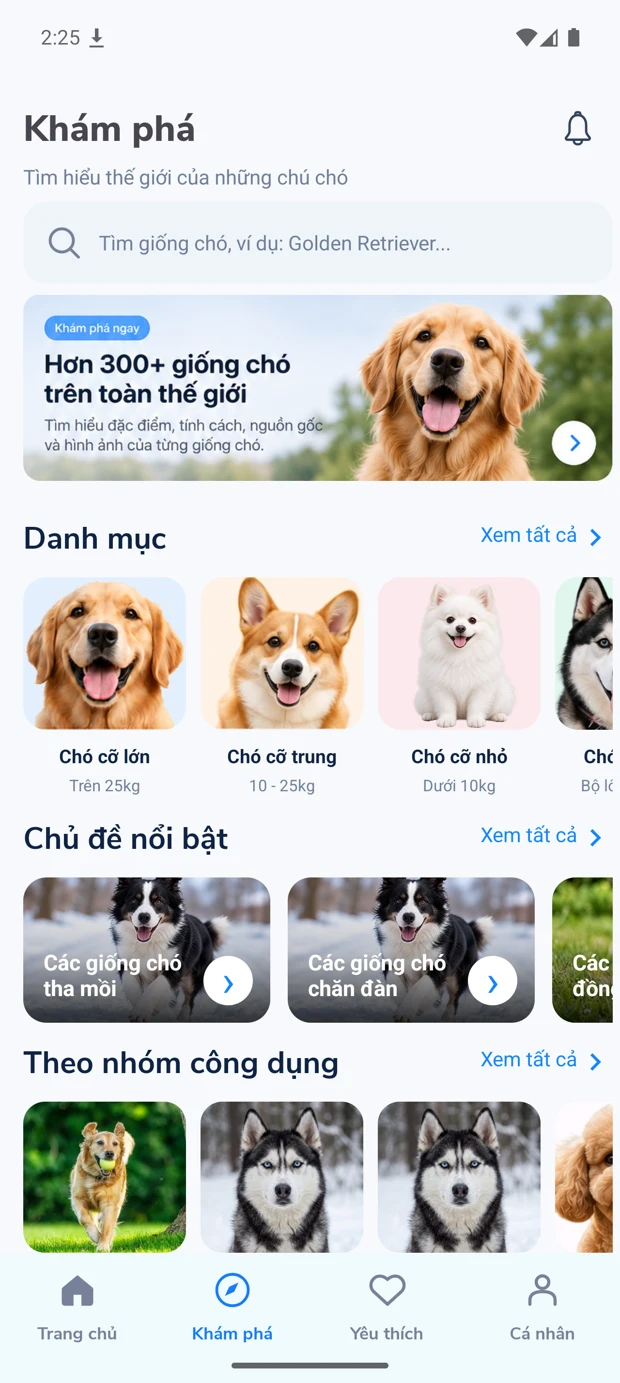 2:25
Khám phá
Tìm hiểu thế giới của những chú chó
Tìm giống chó, ví dụ: Golden Retriever...
Khám phá ngay
Hơn 300+ giống chó
trên toàn thế giới
Tìm hiểu đặc điểm, tính cách, nguồn gốc
và hình ảnh của từng giống chó.
Danh mục
Xem tất cả
Chó cỡ lớn
Chó cỡ trung
Chó cỡ nhỏ
Chó
Trên 25kg
10 - 25kg
Dưới 10kg
Bộ lô
Chủ đề nổi bật
Xem tất cả
Các giống chó
tha mồi
Các giống chó
chăn đàn
Các
đồng
Theo nhóm công dụng
Xem tất cả
Trang chủ
Khám phá
Yêu thích
Cá nhân